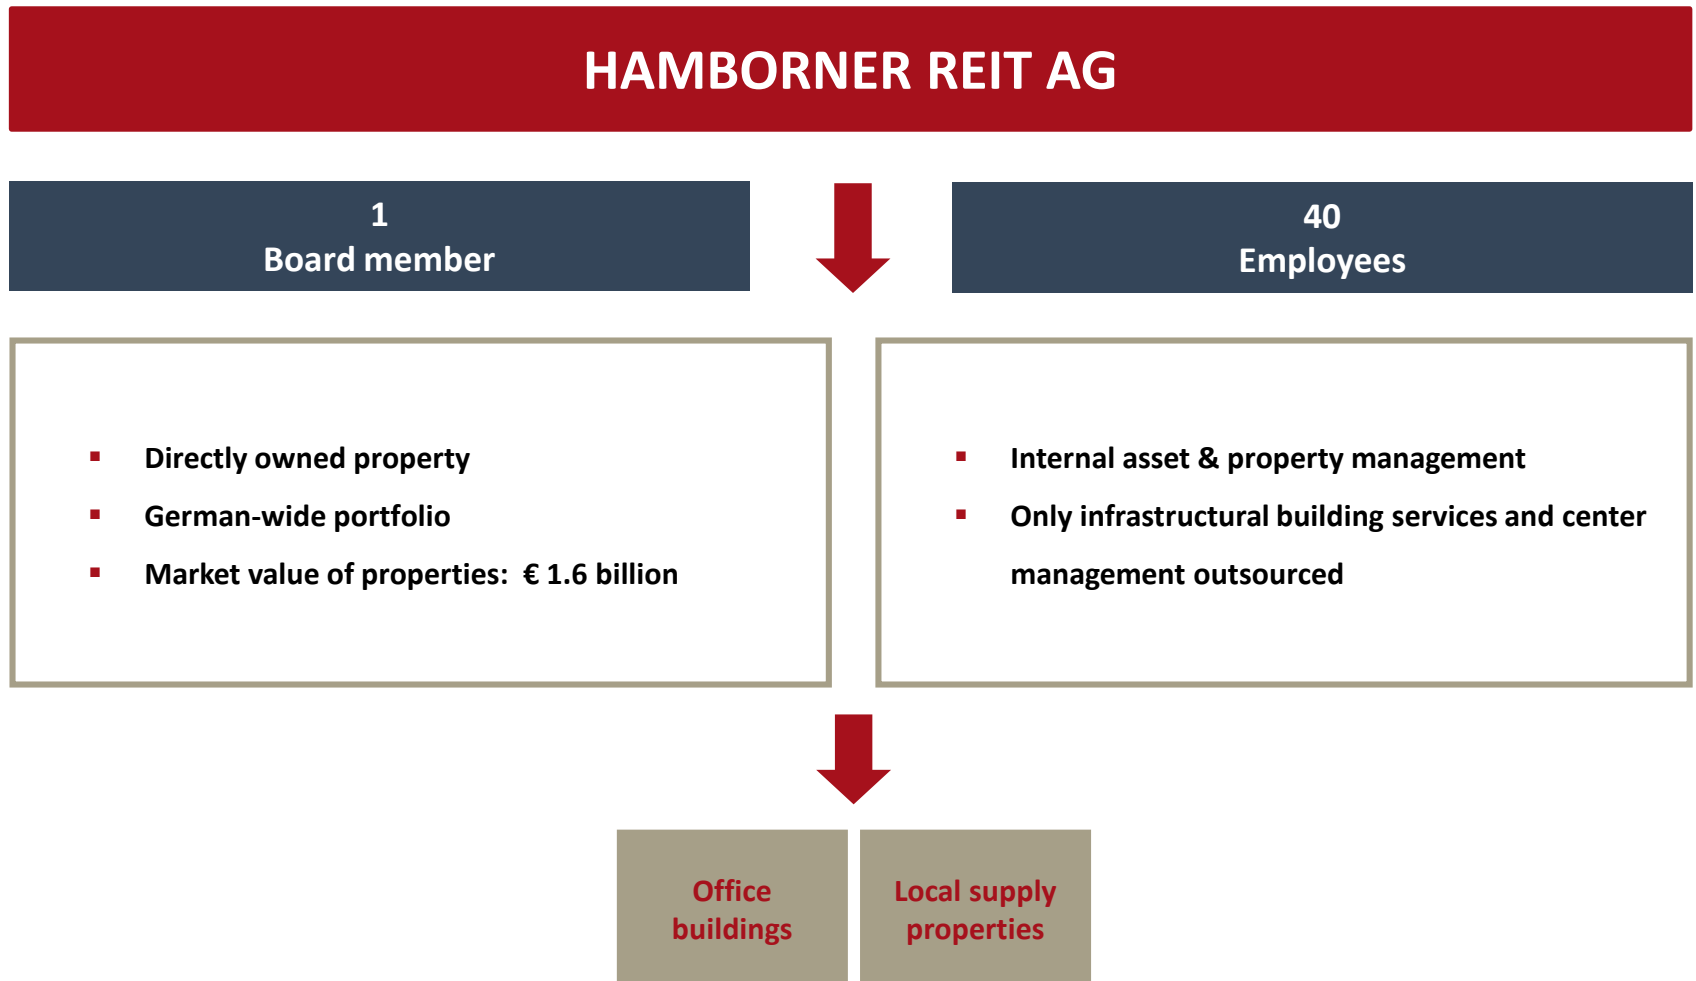 HAMBORNER REIT AG
1
Board member
40
Employees
▪ Directly owned property
▪ German-wide portfolio
▪ Market value of properties:  € 1.6 billion
▪ Internal asset & property management
▪ Only infrastructural building services and center
management outsourced
Office
buildings
Local supply
properties